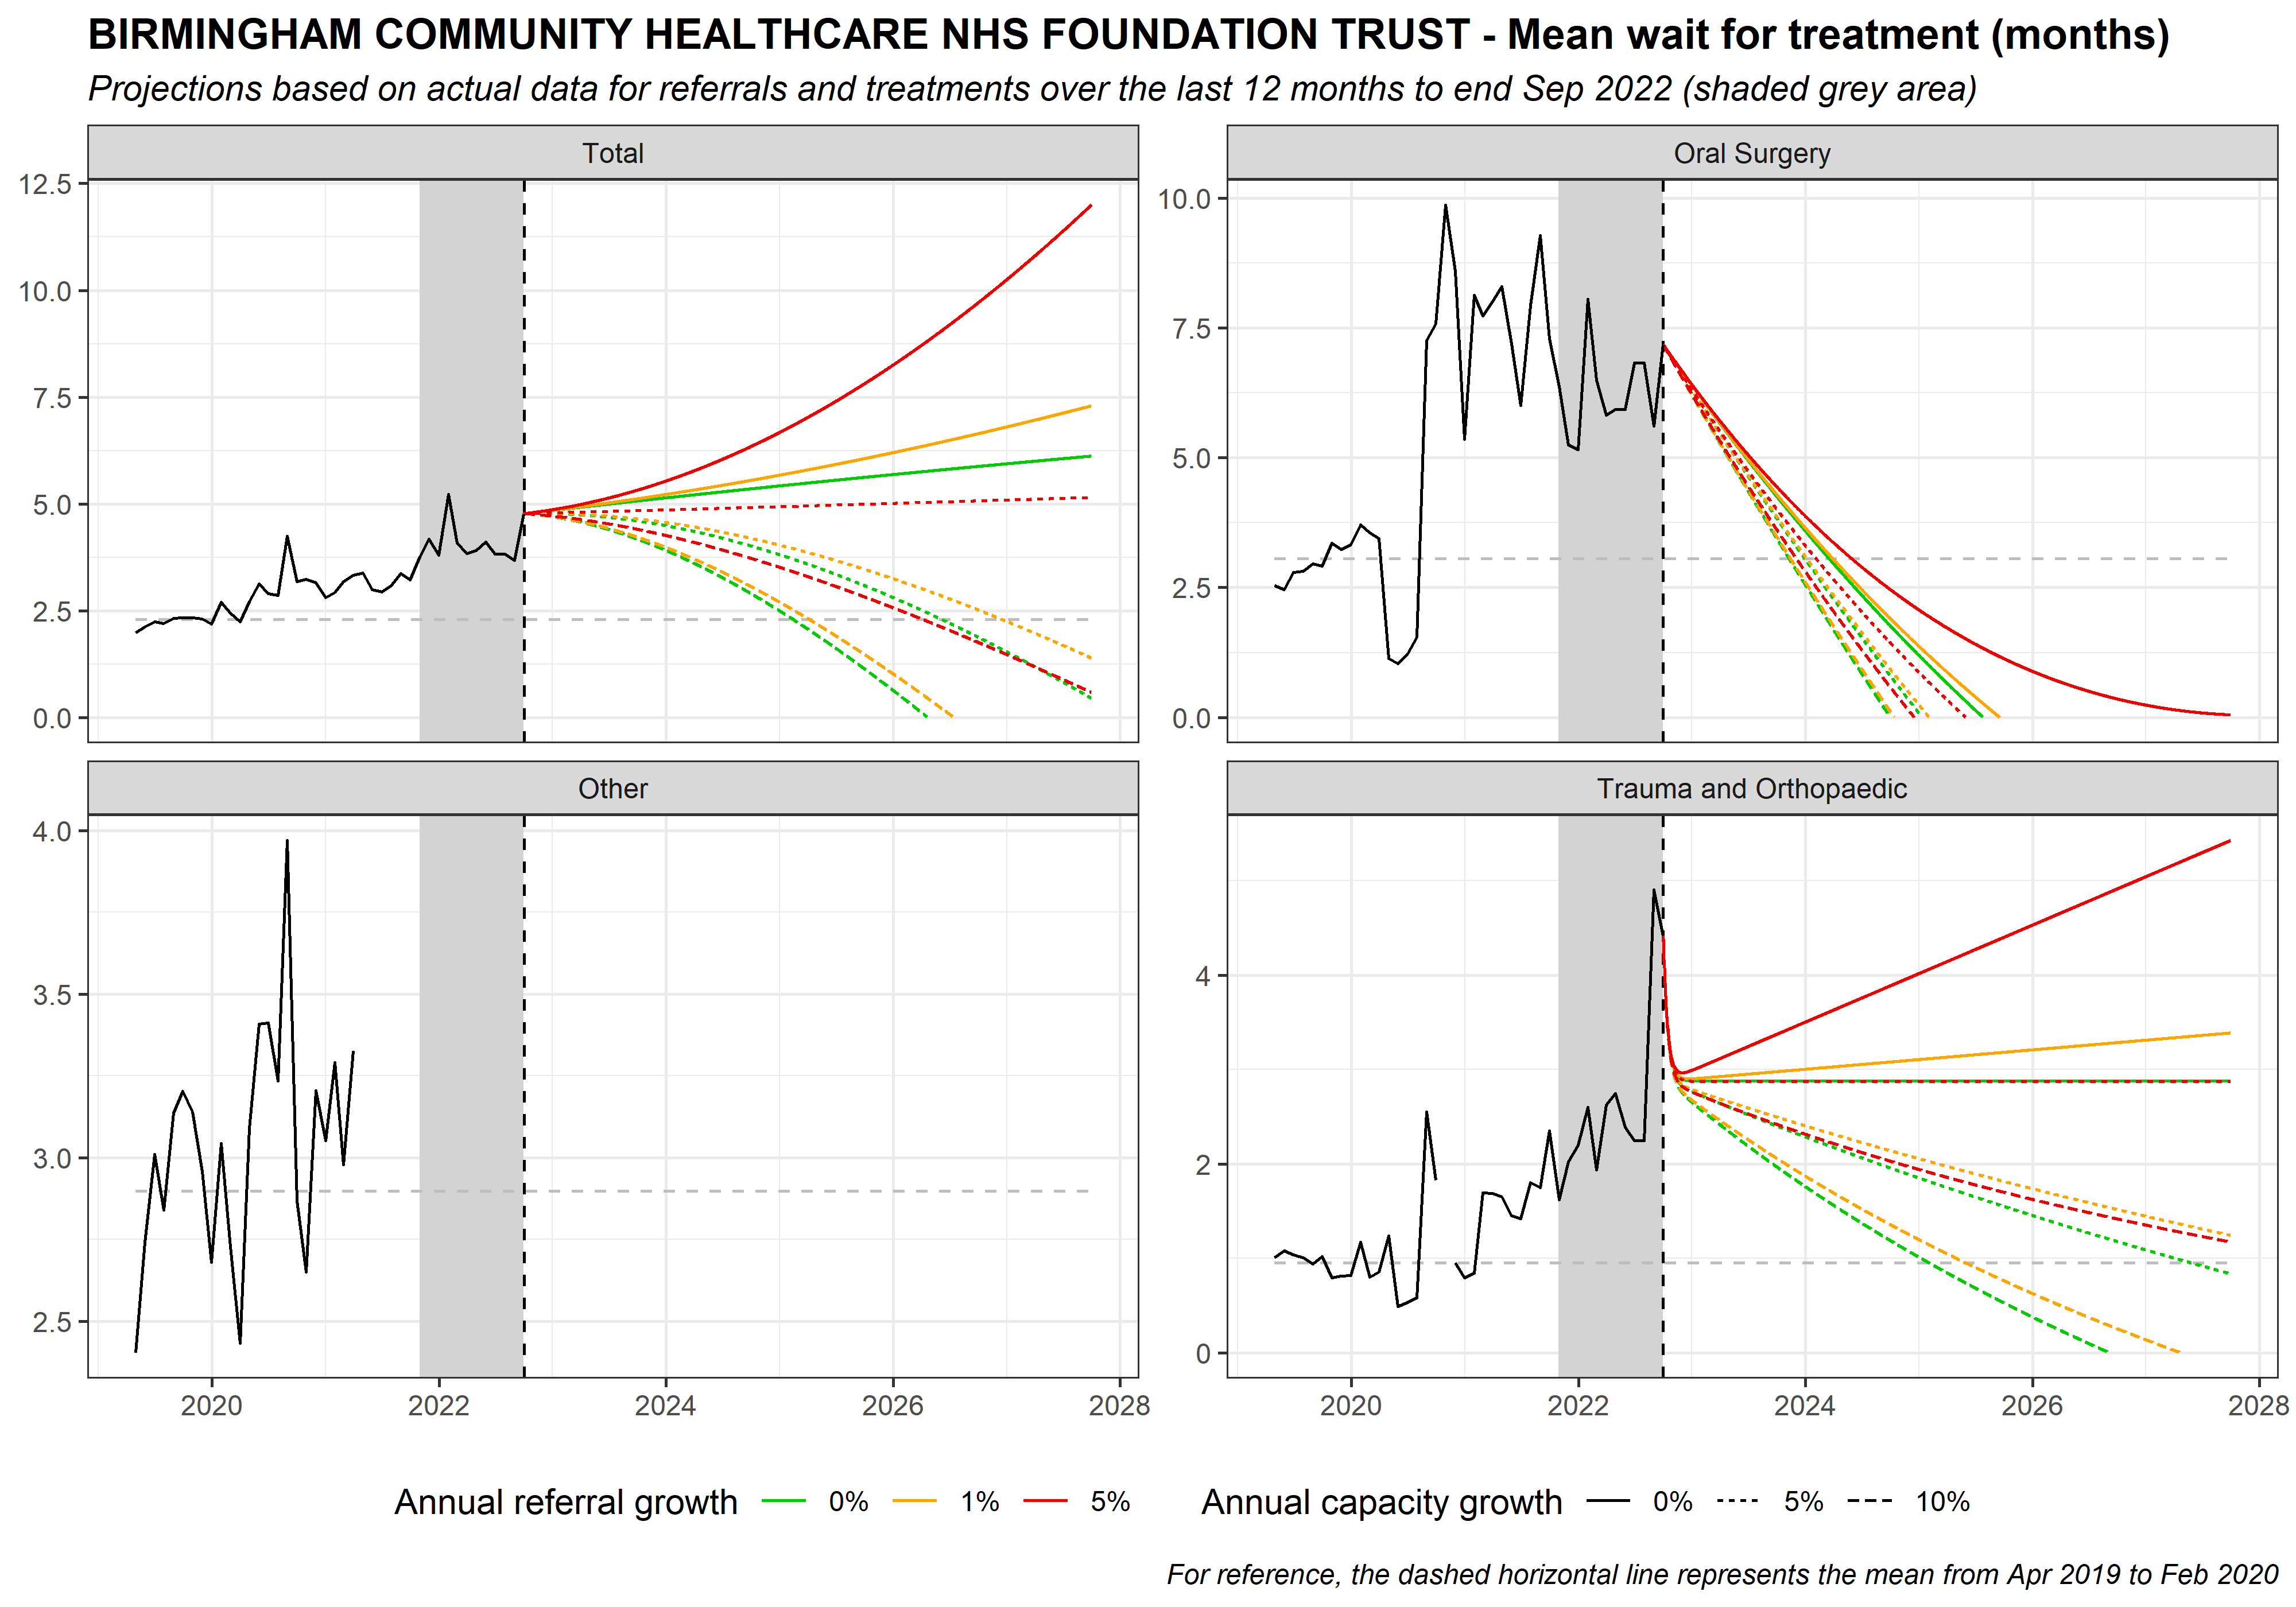 BIRMINGHAM COMMUNITY HEALTHCARE NHS FOUNDATION TRUST - Mean wait for treatment (months)
Projections based on actual data for referrals and treatments over the last 12 months to end Sep 2022 (shaded grey area)
Total
12.5
10.0
7.5
5.0
2.5
0.0
Oral Surgery
10.0
7.5
5.0
2.5
0.0
Other
4.0
3.5
3.0
2.5
2020 2022 2024 2026 2028
Trauma and Orthopaedic
4
2
0
2020 2022 2024 2026 2028
Annual referral growth 0% 1% 5%
Annual capacity growth 0% 5% 10%
For reference, the dashed horizontal line represents the mean from Apr 2019 to Feb 2020